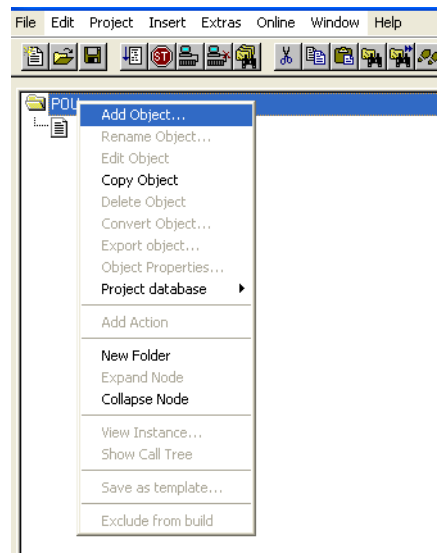 File Edit Project Insert Extras Online Window Help
POU
Add Object...
Rename Object...
Edit Object
Copy Object
Delete Object
Convert Object...
Export object...
Object Properties...
Project database
Add Action
New Folder
Expand Node
Collapse Node
View Instance...
Show Call Tree
Save as template...
Exclude from build